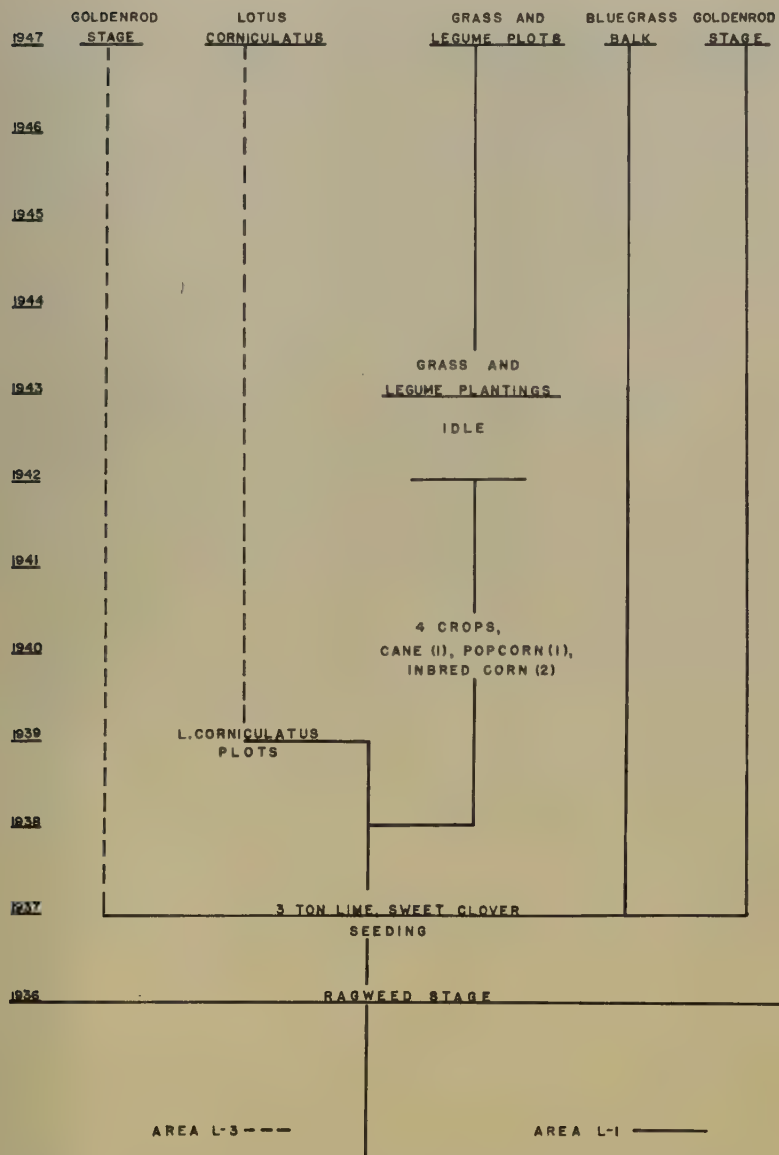 GOLDENROD STAGE
LOTUS CORNICULATUS
GRASS AND LEGUME PLOTS
BLUEGRASS BALK
GOLDENROD STAGE
1947
1946
1945
1944
GRASS AND
1943
LEGUME PLANTINGS
IDLE
1942
1941
4 CROPS,
1940
CANE (1), POPCORN (1),
INBRED CORN (2)
1939
L. CORNICULATUS
PLOTS
1938
1937
3 TON LIME, SWEET CLOVER
SEEDING
1936
RAGWEED STAGE
AREA L-3
AREA L-1